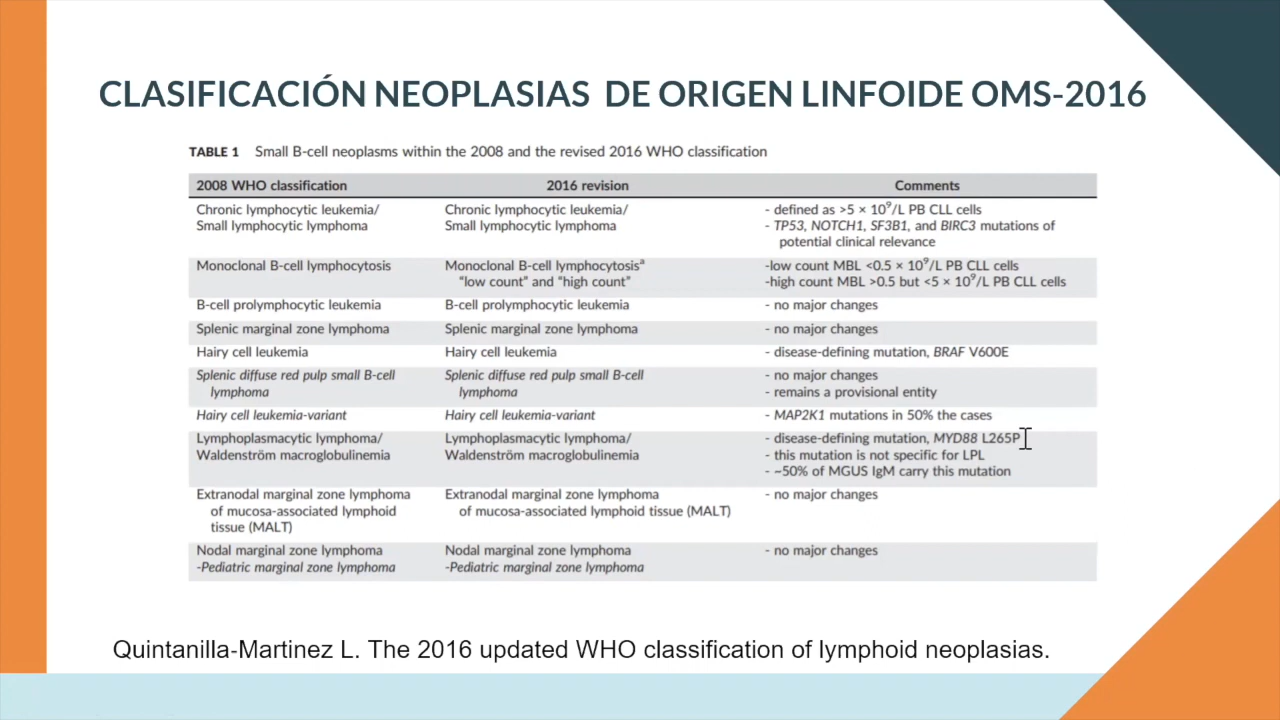 CLASIFICACIÓN NEOPLASIAS DE ORIGEN LINFOIDE OMS-2016
TABLE 1 Small B-cell neoplasms within the 2008 and the revised 2016 WHO classification
2008 WHO classification 2016 revision Comments
Chronic lymphocytic leukemia/ Chronic lymphocytic leukemia/ - defined as >5 × 10⁹/L PB CLL cells
Small lymphocytic lymphoma Small lymphocytic lymphoma - TP53, NOTCH1, SF3B1, and BIRC3 mutations of
potential clinical relevance
Monoclonal B-cell lymphocytosis Monoclonal B-cell lymphocytosisᵃ -low count MBL <0.5 × 10⁹/L PB CLL cells
"low count" and "high count" -high count MBL >0.5 but <5 × 10⁹/L PB CLL cells
B-cell prolymphocytic leukemia B-cell prolymphocytic leukemia - no major changes
Splenic marginal zone lymphoma Splenic marginal zone lymphoma - no major changes
Hairy cell leukemia Hairy cell leukemia - disease-defining mutation, BRAF V600E
Splenic diffuse red pulp small B-cell Splenic diffuse red pulp small B-cell - no major changes
lymphoma lymphoma - remains a provisional entity
Hairy cell leukemia-variant Hairy cell leukemia-variant - MAP2K1 mutations in 50% the cases
Lymphoplasmacytic lymphoma/ Lymphoplasmacytic lymphoma/ - disease-defining mutation, MYD88 L265P
Waldenström macroglobulinemia Waldenström macroglobulinemia - this mutation is not specific for LPL
- ~50% of MGUS IgM carry this mutation
Extranodal marginal zone lymphoma Extranodal marginal zone lymphoma - no major changes
of mucosa-associated lymphoid of mucosa-associated lymphoid tissue (MALT)
tissue (MALT)
Nodal marginal zone lymphoma Nodal marginal zone lymphoma - no major changes
-Pediatric marginal zone lymphoma -Pediatric marginal zone lymphoma
Quintanilla-Martinez L. The 2016 updated WHO classification of lymphoid neoplasias.